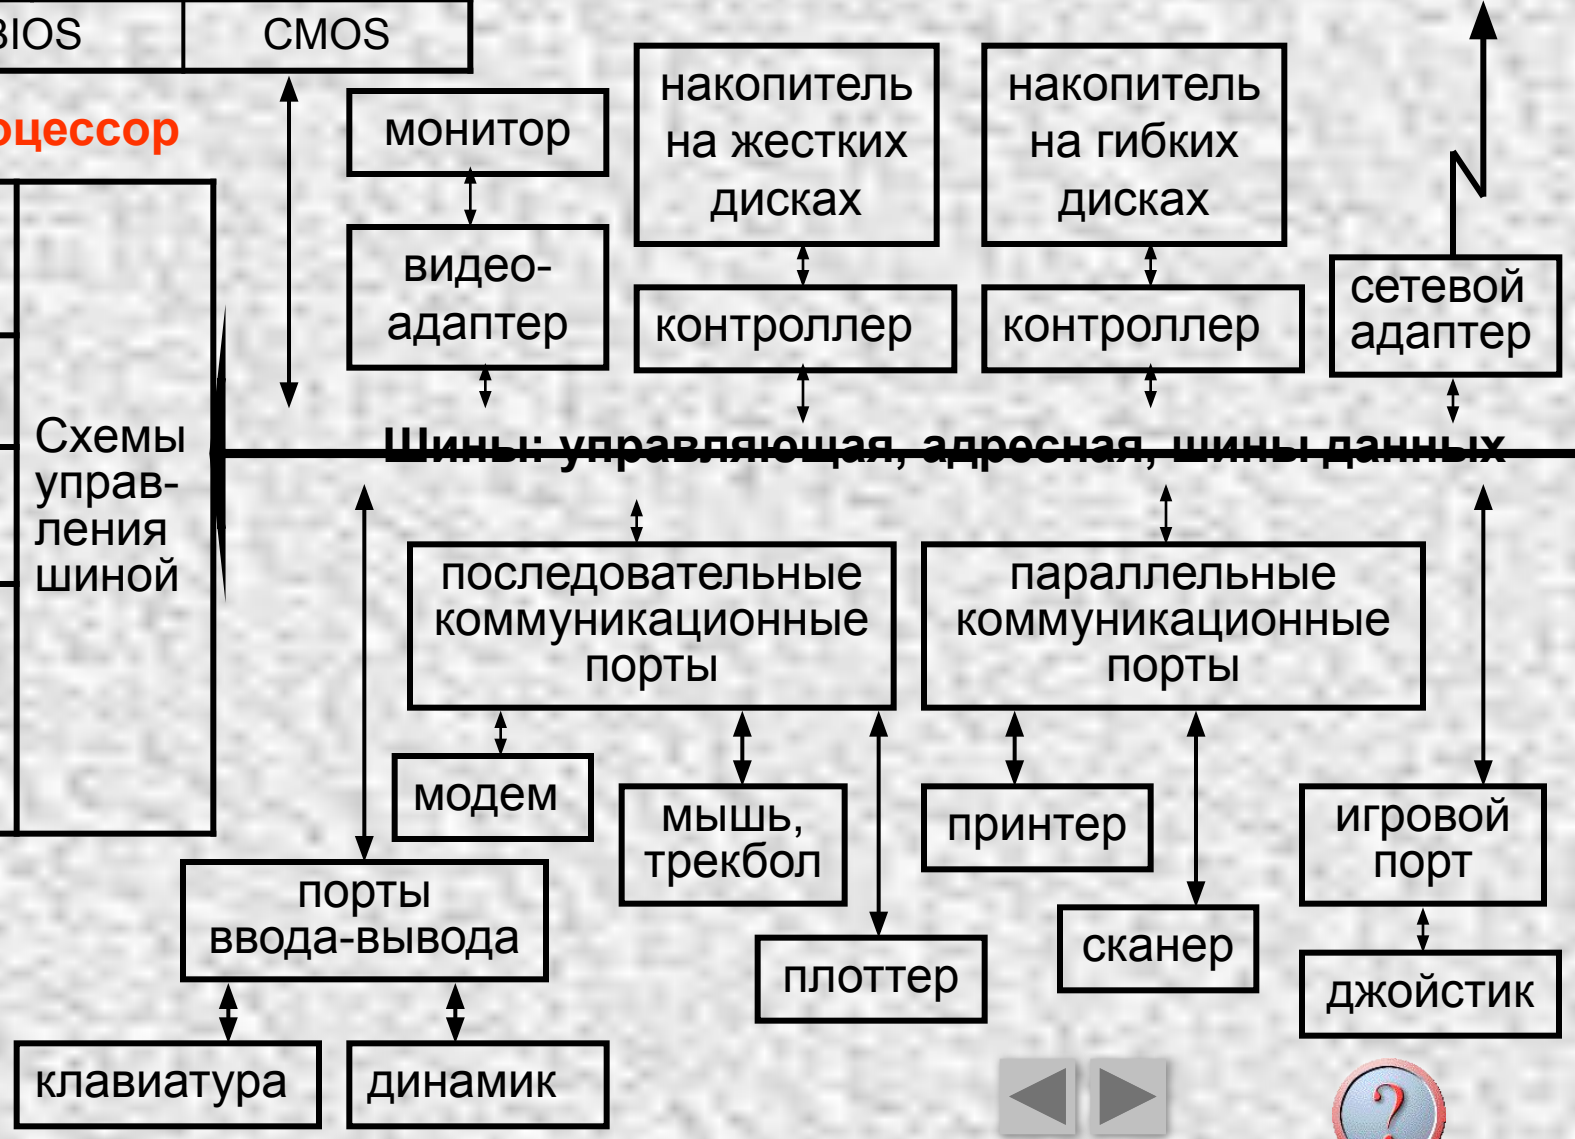 BIOS
CMOS
оцессор
монитор
накопитель
на жестких
дисках
накопитель
на гибких
дисках
видео-
адаптер
контроллер
контроллер
сетевой
адаптер
Схемы
управ-
ления
шиной
Шины: управляющая, адресная, шины данных
последовательные
коммуникационные
порты
параллельные
коммуникационные
порты
модем
мышь,
трекбол
принтер
игровой
порт
порты
ввода-вывода
плоттер
сканер
джойстик
клавиатура
динамик
?